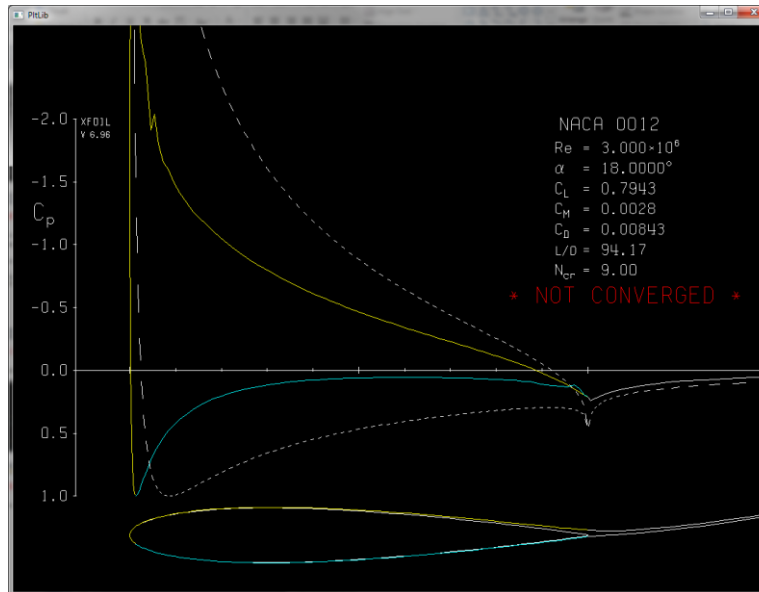 PltLib
-2.0
XFOIL
V 6.96
-1.5
-1.0
Cp
-0.5
0.0
0.5
1.0
NACA 0012
Re = 3.000×10⁶
α = 18.0000°
CL = 0.7943
CM = 0.0028
CD = 0.00843
L/D = 94.17
Ncr = 9.00
* NOT CONVERGED *